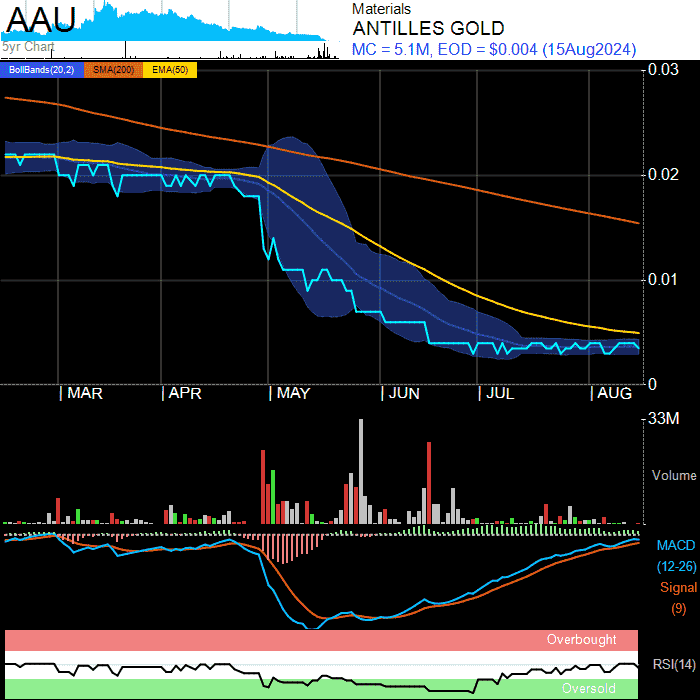 AAU
5yr Chart
Materials
ANTILLES GOLD
MC = 5.1M, EOD = $0.004 (15Aug2024)
BollBands(20,2) SMA(200) EMA(50)
0.03
0.02
0.01
0
MAR APR MAY JUN JUL AUG
33M
Volume
MACD
(12-26)
Signal
(9)
Overbought
RSI(14)
Oversold